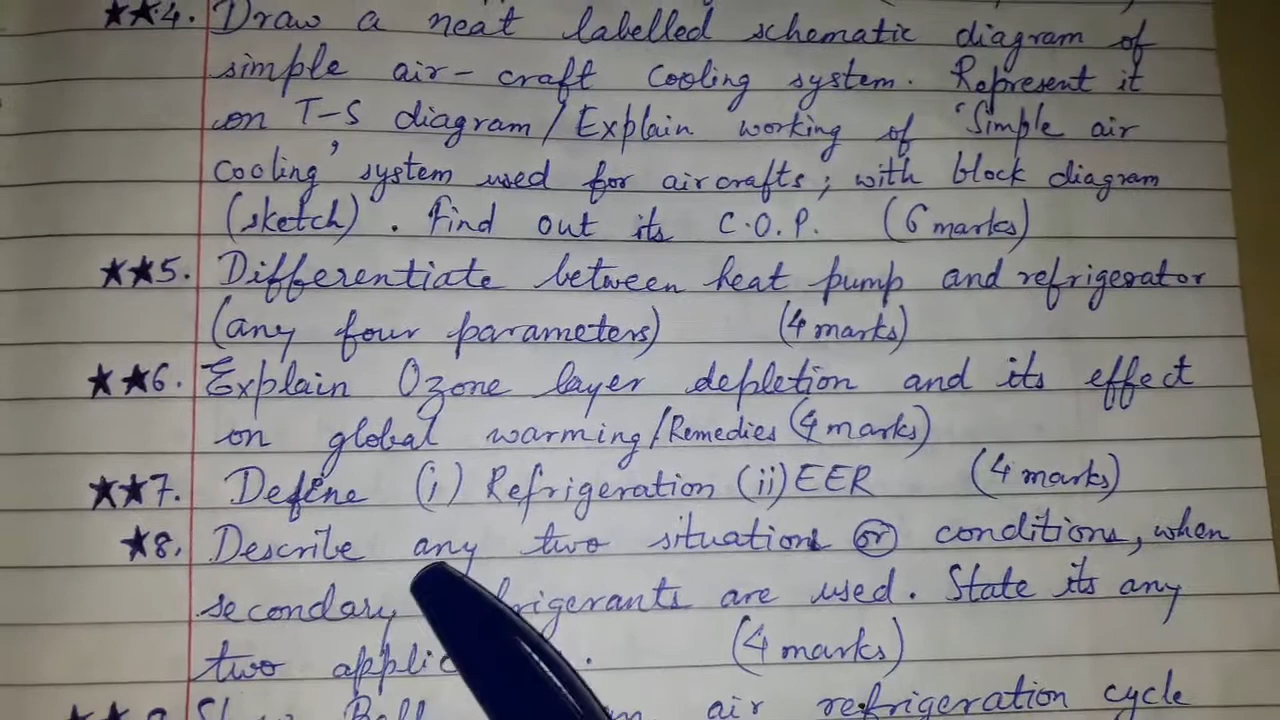 ★★4. Draw a neat labelled schematic diagram of
simple air-craft cooling system. Represent it
on T-S diagram/Explain working of 'Simple air
cooling' system used for aircrafts; with block diagram
(sketch). Find out its C.O.P. (6 marks)
★★5. Differentiate between heat pump and refrigerator
(any four parameters) (4 marks)
★★6. Explain Ozone layer depletion and its effect
on global warming/Remedies (4 marks)
★★7. Define (i) Refrigeration (ii) EER (4 marks)
★8. Describe any two situations or conditions, when
secondary frigerants are used. State its any
two applic (4 marks)
air refrigeration cycle